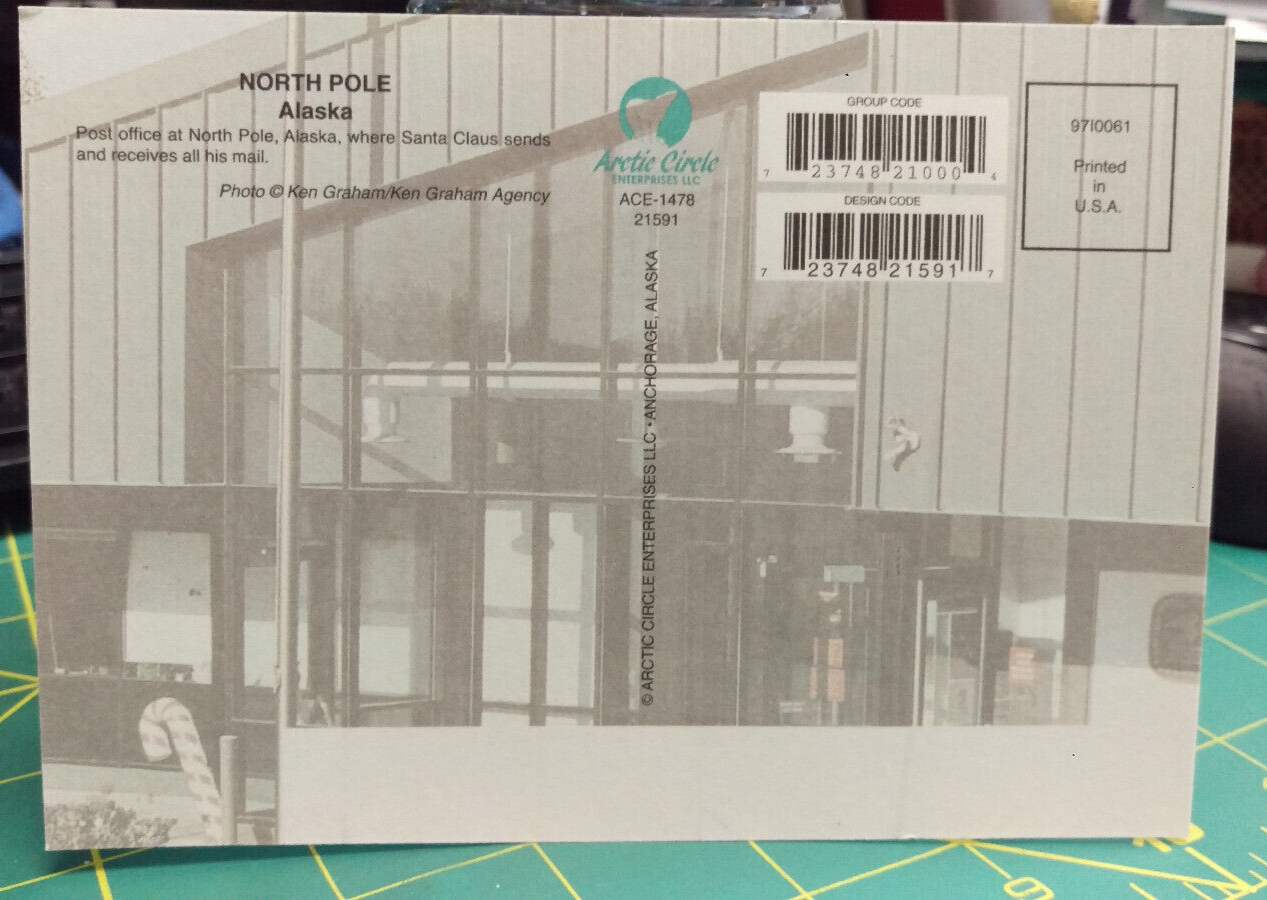 NORTH POLE
Alaska
Post office at North Pole, Alaska, where Santa Claus sends
and receives all his mail.
Photo © Ken Graham/Ken Graham Agency
Arctic Circle
ENTERPRISES LLC
ACE-1478
21591
© ARCTIC CIRCLE ENTERPRISES LLC • ANCHORAGE, ALASKA
GROUP CODE
7 23748 21000 4
DESIGN CODE
7 23748 21591 7
97I0061
Printed
in
U.S.A.